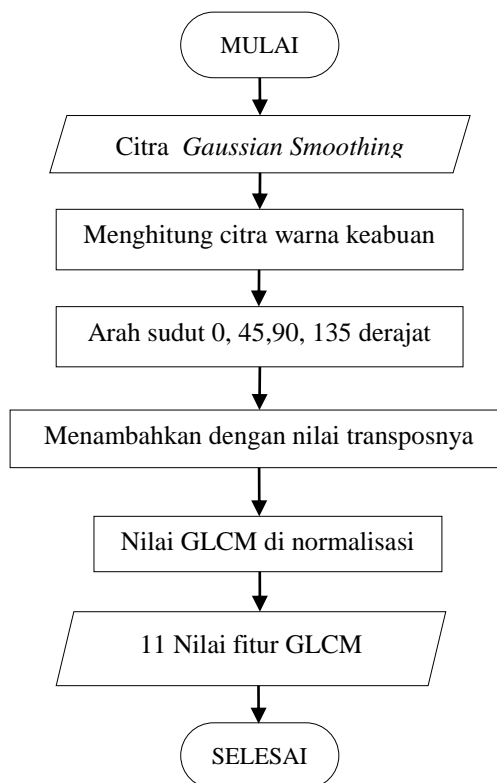 MULAI
Citra Gaussian Smoothing
Menghitung citra warna keabuan
Arah sudut 0, 45,90, 135 derajat
Menambahkan dengan nilai transposnya
Nilai GLCM di normalisasi
11 Nilai fitur GLCM
SELESAI